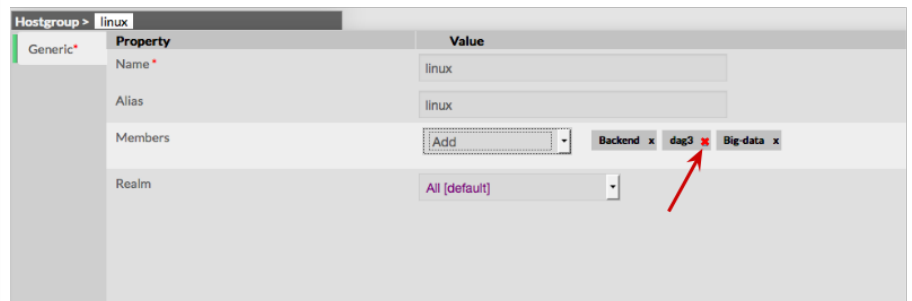 Hostgroup > linux
Generic*
Property Value
Name * linux
Alias linux
Members Add Backend x dag3 x Big-data x
Realm All [default]